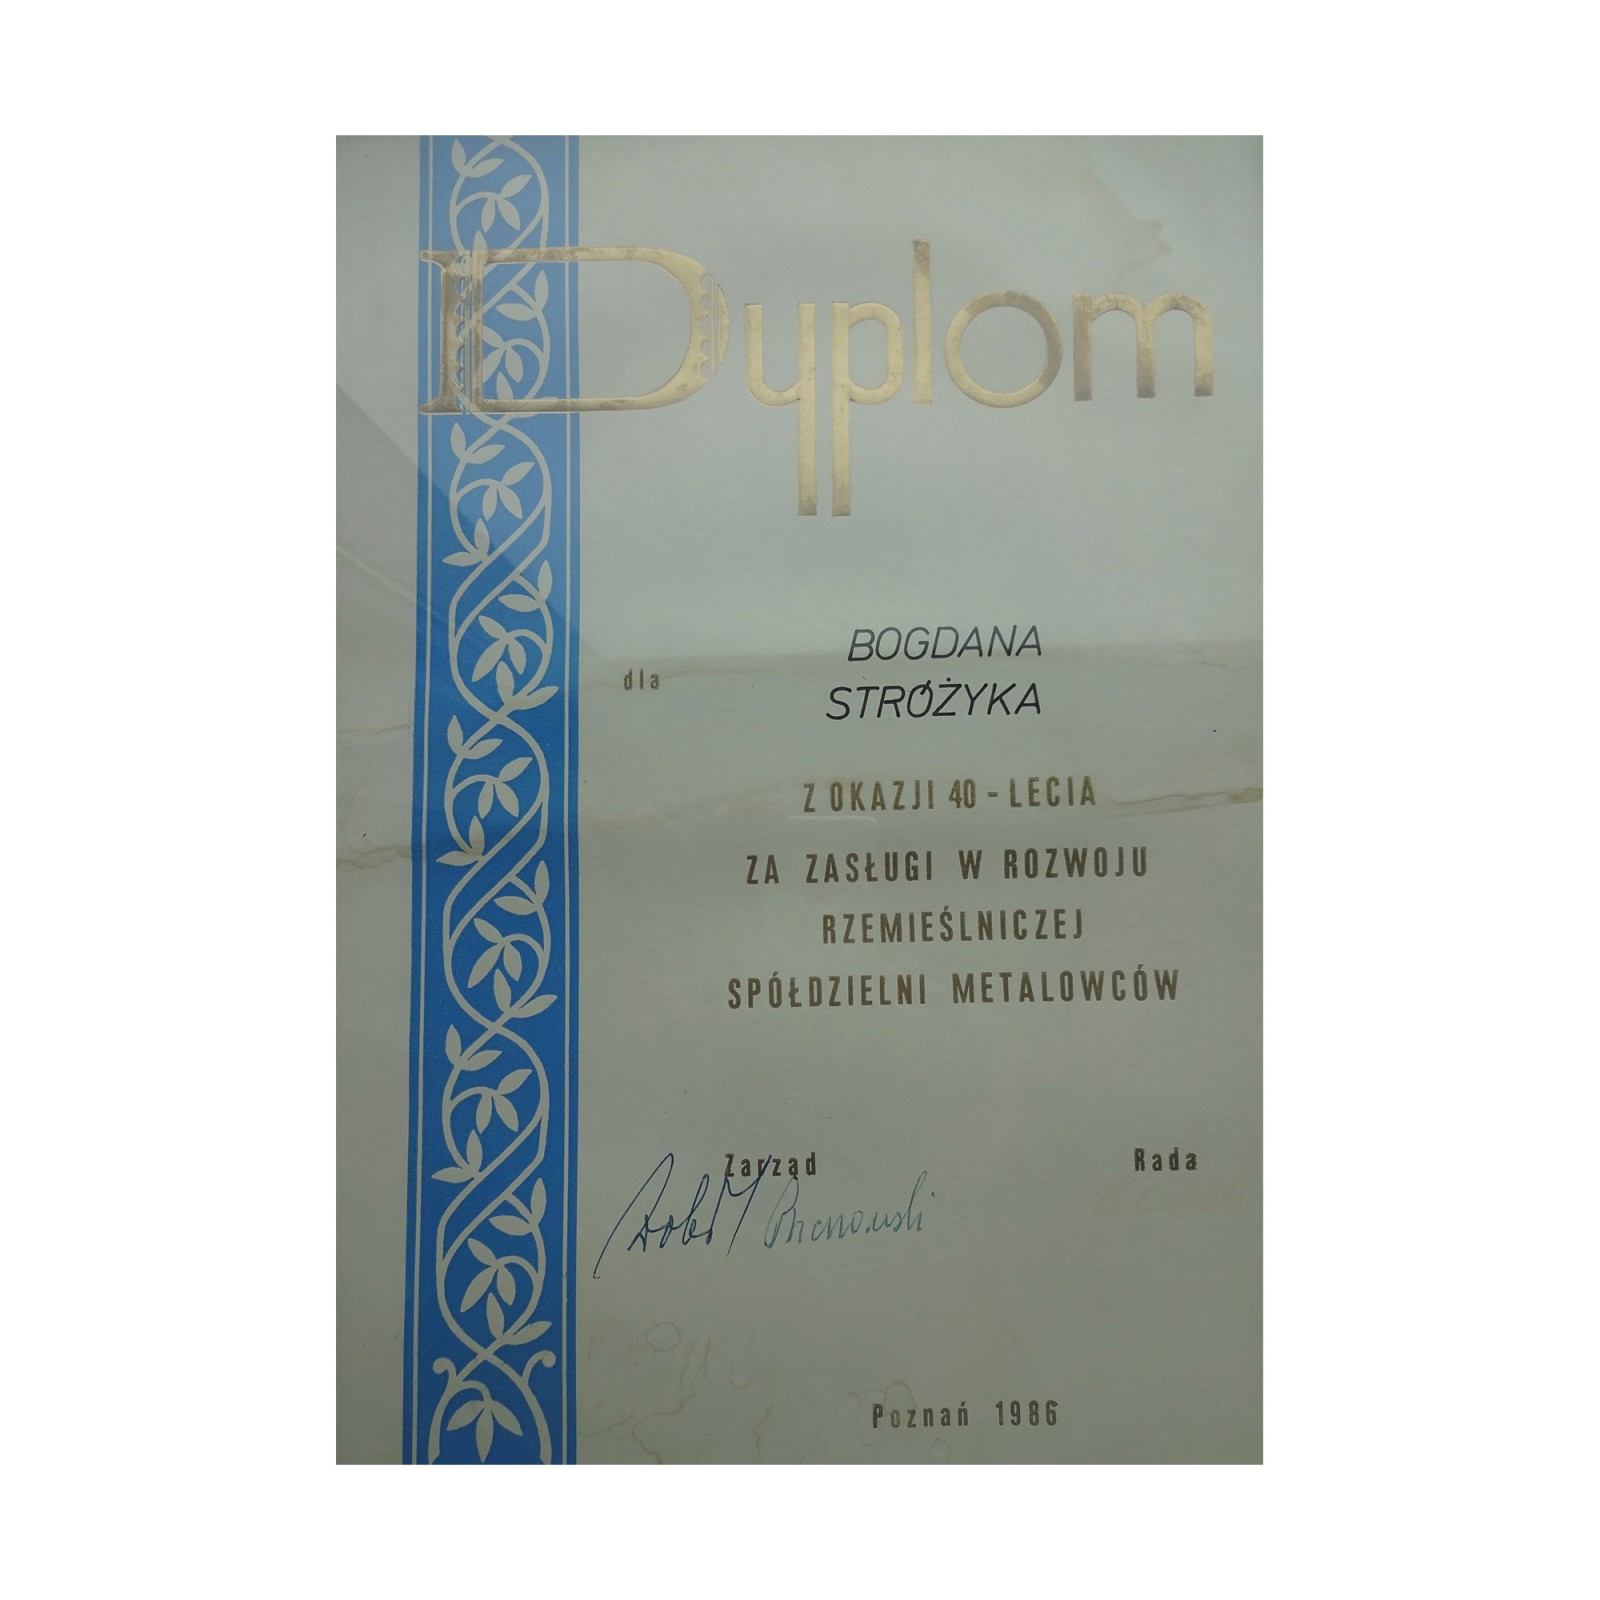 Dyplom
BOGDANA
dla
STRÓŻYKA
Z OKAZJI 40 - LECIA
ZA ZASŁUGI W ROZWOJU
RZEMIEŚLNICZEJ
SPÓŁDZIELNI METALOWCÓW
Zarząd Rada
Poznań 1986